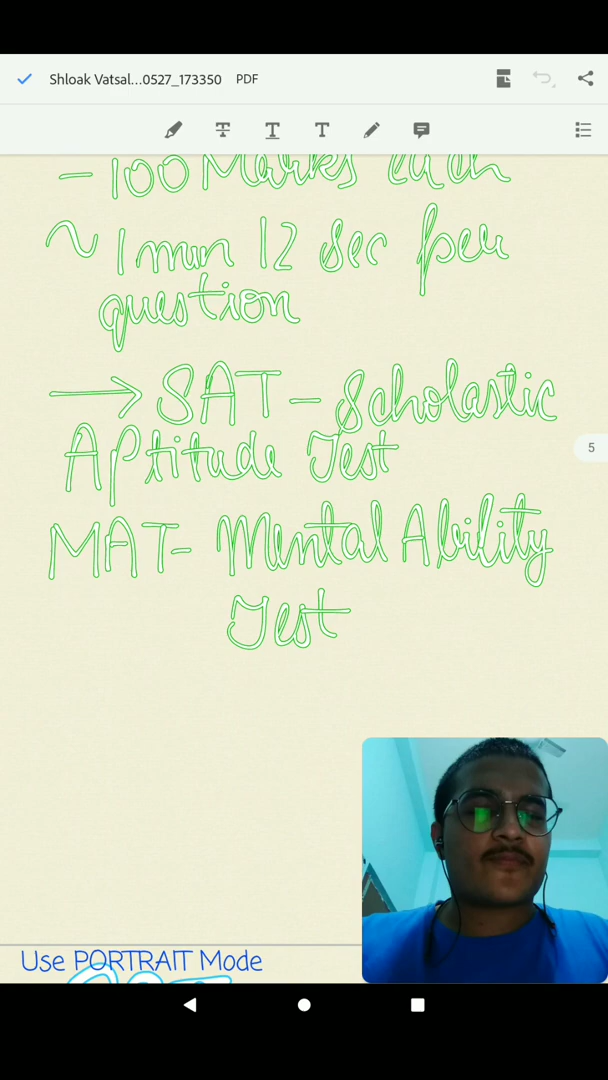 Shloak Vatsal...0527_173350 PDF
T T T
- 100 Marks each
~ 1 min 12 sec per
question
→ SAT - Scholastic
5
Aptitude Test
MAT - Mental Ability
Test
Use PORTRAIT Mode